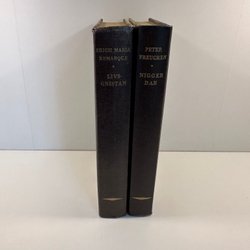 ERICH MARIA
REMARQUE
LIVS-
GNISTAN
PETER
FREUCHEN
NIGGER
DAN